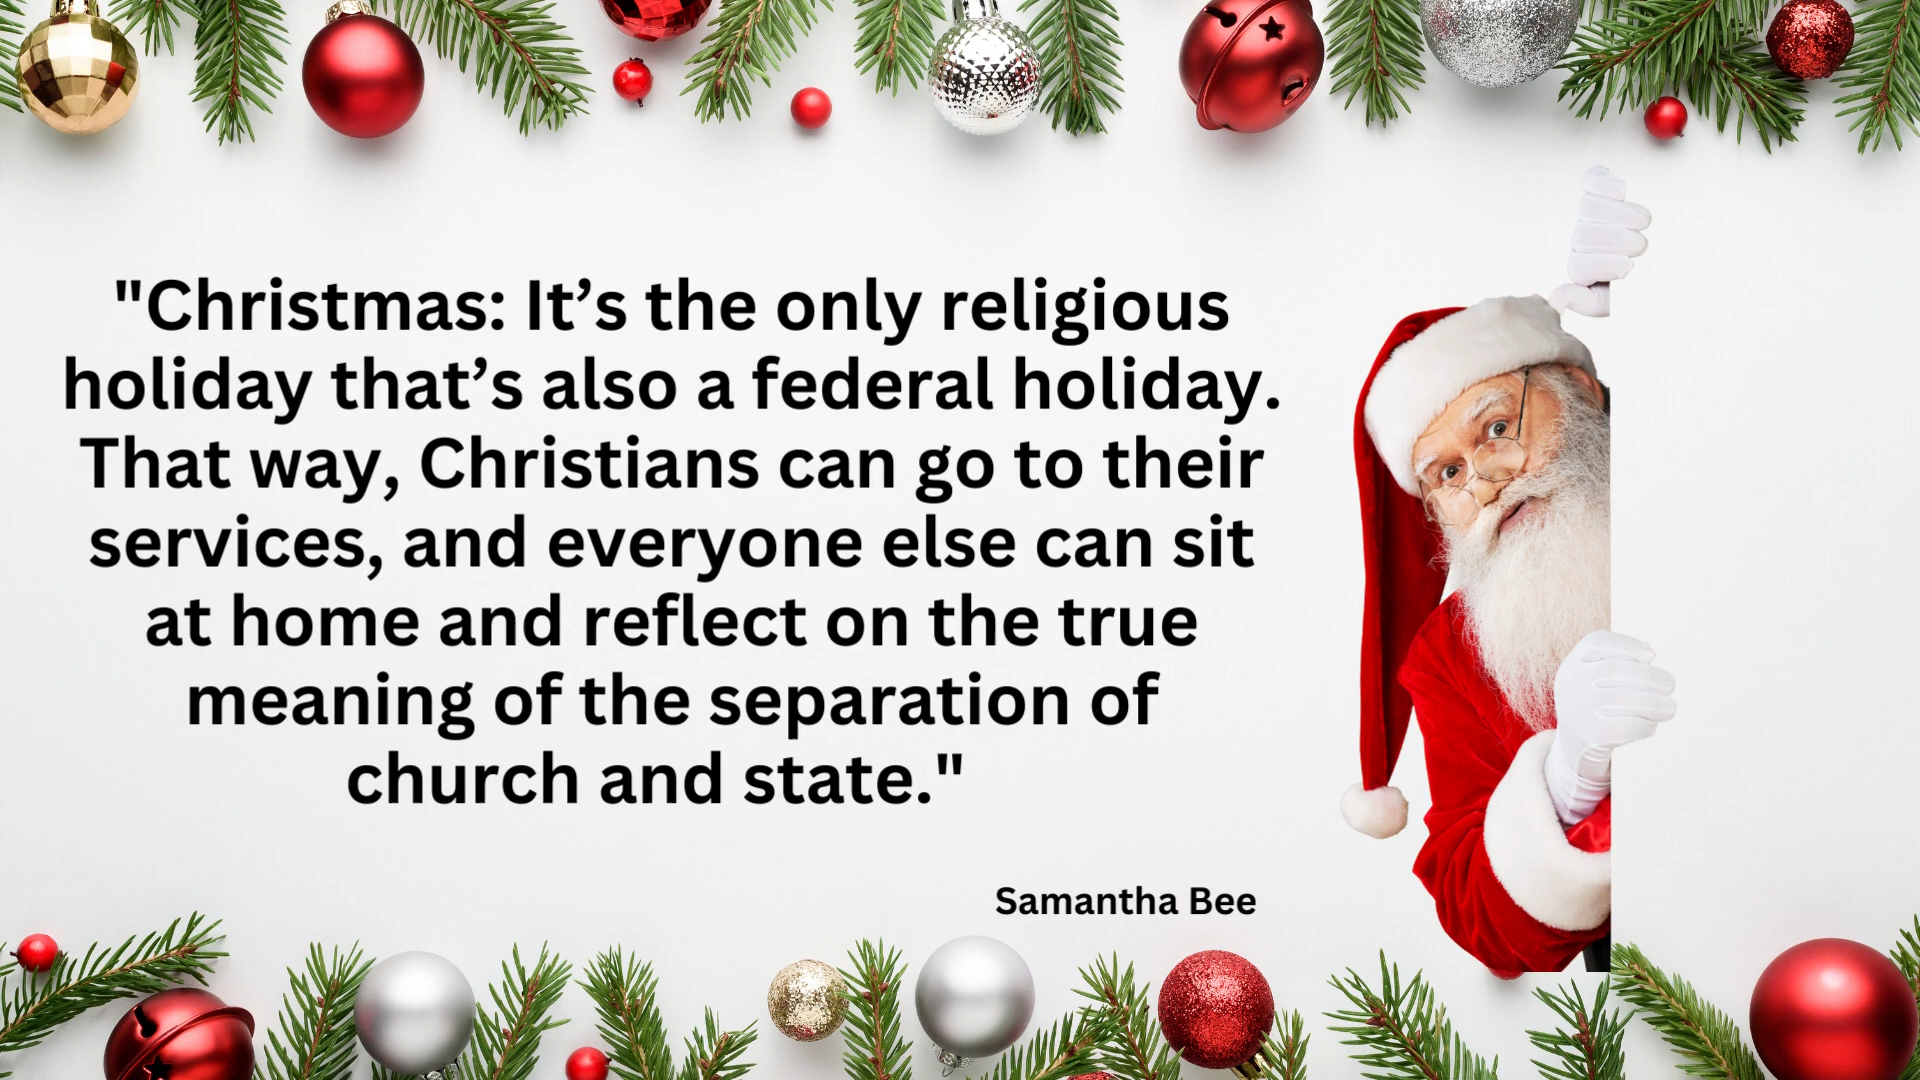 "Christmas: It’s the only religious
holiday that’s also a federal holiday.
That way, Christians can go to their
services, and everyone else can sit
at home and reflect on the true
meaning of the separation of
church and state."
Samantha Bee